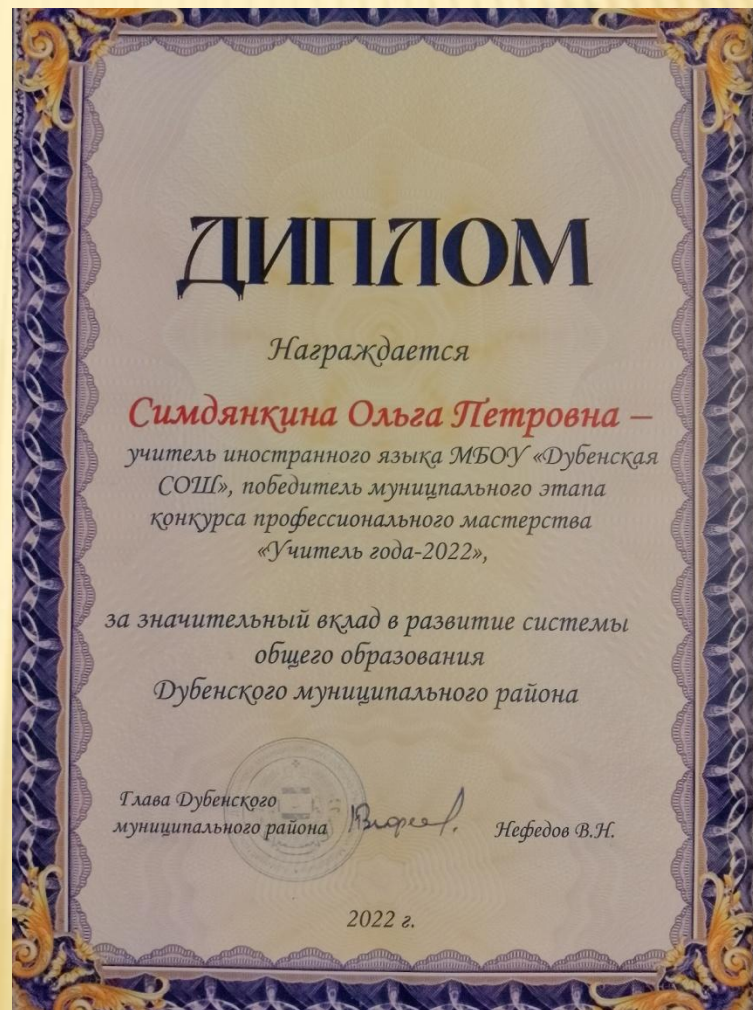 ДИПЛОМ
Награждается
Симдянкина Ольга Петровна –
учитель иностранного языка МБОУ «Дубенская
СОШ», победитель муницпального этапа
конкурса профессионального мастерства
«Учитель года-2022»,
за значительный вклад в развитие системы
общего образования
Дубенского муниципального района
Глава Дубенского
муниципального района
Нефедов В.Н.
2022 г.